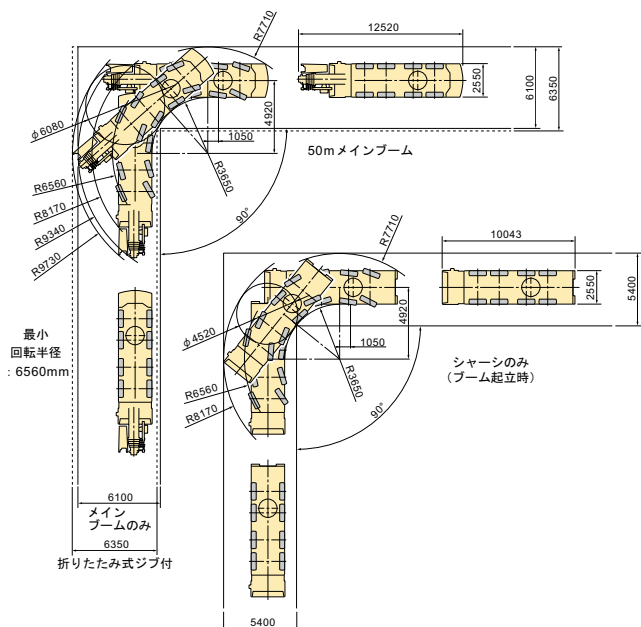 12520
R7710
2550
6100
6350
4920
φ6080
1050
50mメインブーム
R3650
R6560
R8170
R9340
R9730
90°
R7710
10043
2550
5400
4920
φ4520
1050
最小
回転半径
: 6560mm
シャーシのみ
(ブーム起立時)
R3650
R6560
R8170
90°
6100
メイン
ブームのみ
6350
折りたたみ式ジブ付
5400